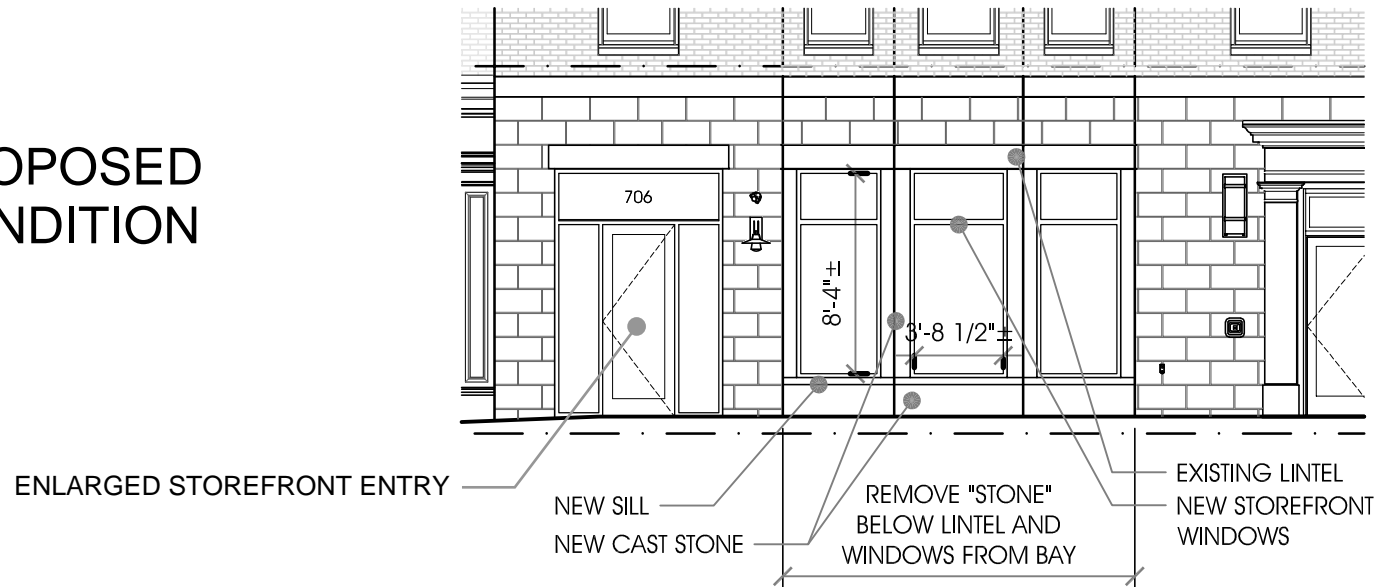 OPOSED
NDITION
706
8'-4"±
3'-8 1/2"±
ENLARGED STOREFRONT ENTRY
NEW SILL
NEW CAST STONE
REMOVE "STONE"
BELOW LINTEL AND
WINDOWS FROM BAY
EXISTING LINTEL
NEW STOREFRONT
WINDOWS